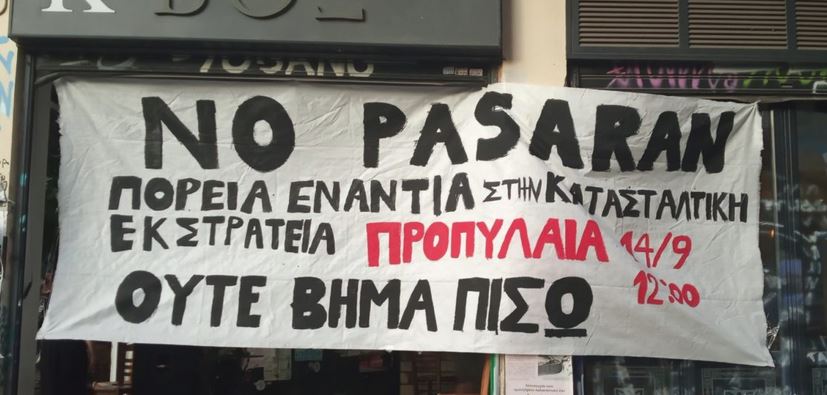 NO PASARAN
ΠΟΡΕΙΑ ΕΝΑΝΤΙΑ ΣΤΗΝ ΚΑΤΑΣΤΑΛΤΙΚΗ
ΕΚΣΤΡΑΤΕΙΑ ΠΡΟΠΥΛΑΙΑ 14/9
12:00
ΟΥΤΕ ΒΗΜΑ ΠΙΣΩ